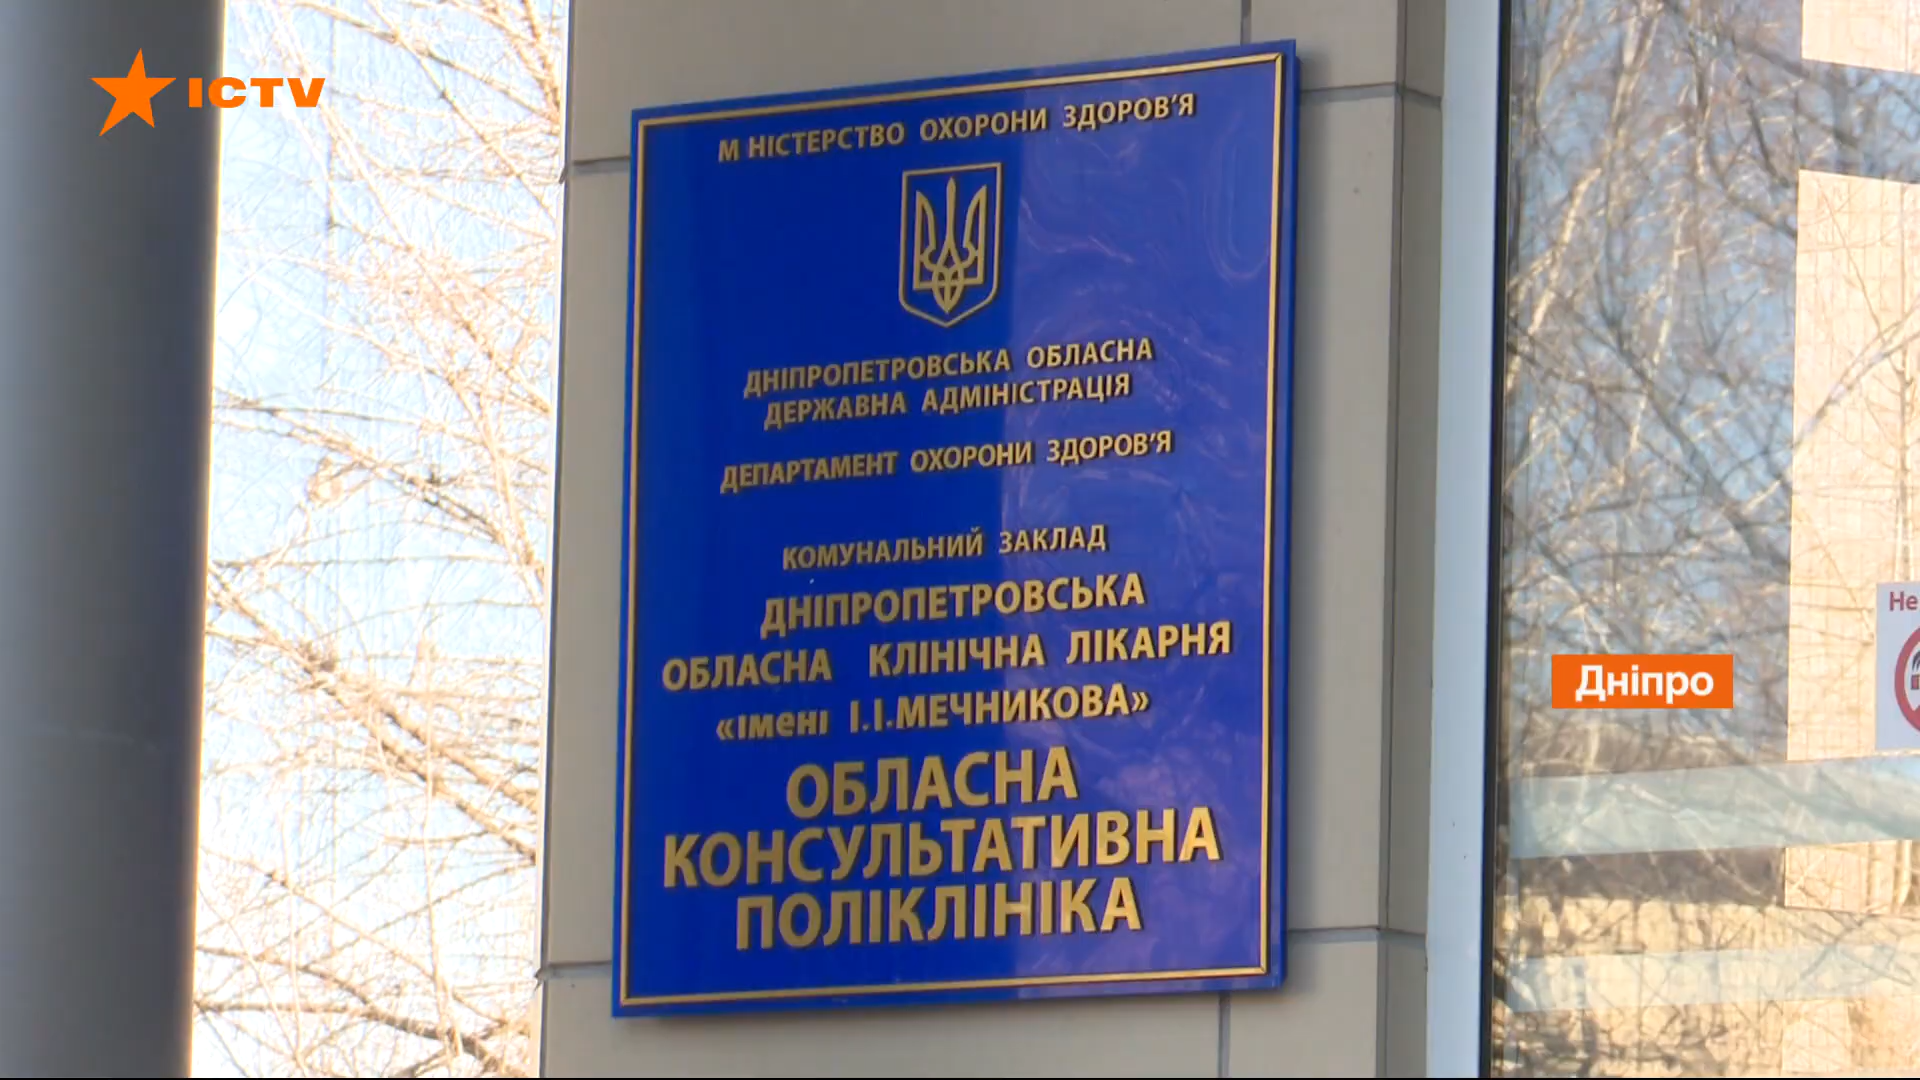 ICTV
М НІСТЕРСТВО ОХОРОНИ ЗДОРОВ'Я
ДНІПРОПЕТРОВСЬКА ОБЛАСНА
ДЕРЖАВНА АДМІНІСТРАЦІЯ
ДЕПАРТАМЕНТ ОХОРОНИ ЗДОРОВ'Я
КОМУНАЛЬНИЙ ЗАКЛАД
ДНІПРОПЕТРОВСЬКА
ОБЛАСНА КЛІНІЧНА ЛІКАРНЯ
«імені І.І.МЕЧНИКОВА»
ОБЛАСНА
КОНСУЛЬТАТИВНА
ПОЛІКЛІНІКА
Не
Дніпро